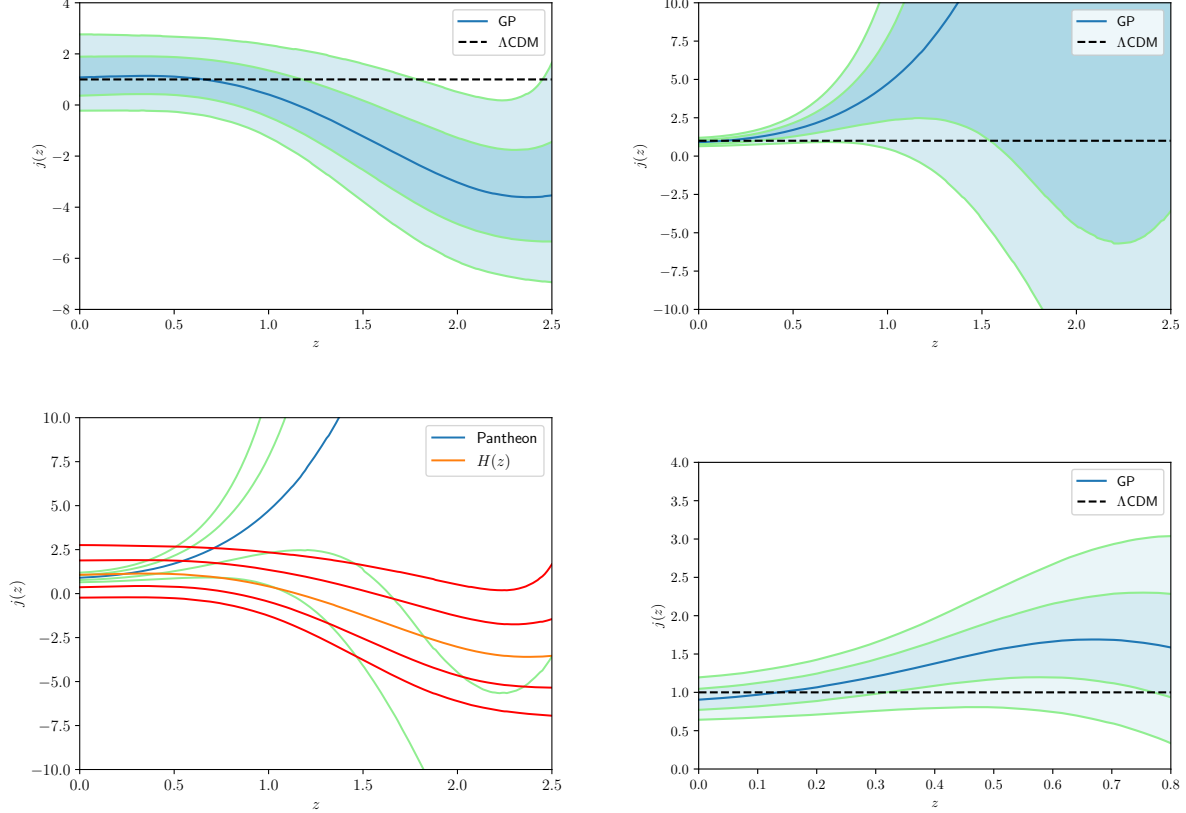 4
2
0
−2
−4
−6
−8
j(z)
0.0 0.5 1.0 1.5 2.0 2.5
z
GP
ΛCDM
10.0
7.5
5.0
2.5
0.0
−2.5
−5.0
−7.5
−10.0
j(z)
0.0 0.5 1.0 1.5 2.0 2.5
z
GP
ΛCDM
10.0
7.5
5.0
2.5
0.0
−2.5
−5.0
−7.5
−10.0
j(z)
0.0 0.5 1.0 1.5 2.0 2.5
z
Pantheon
H(z)
4.0
3.5
3.0
2.5
2.0
1.5
1.0
0.5
0.0
j(z)
0.0 0.1 0.2 0.3 0.4 0.5 0.6 0.7 0.8
z
GP
ΛCDM